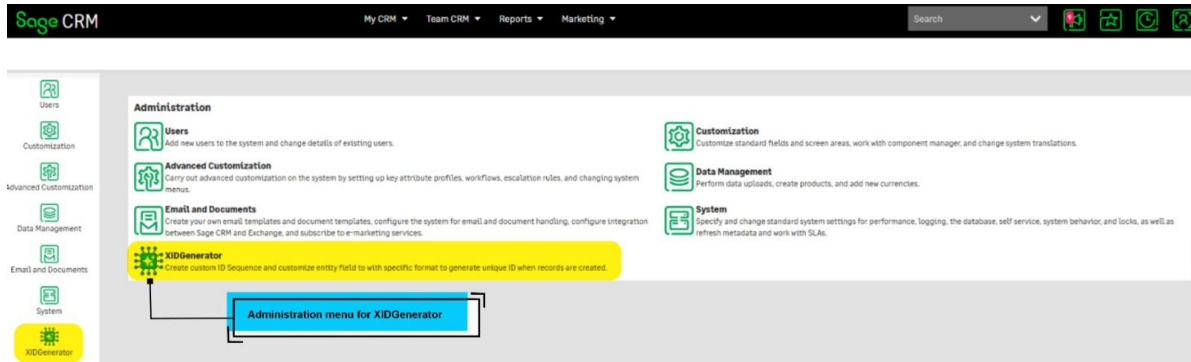 Sage CRM
My CRM
Team CRM
Reports
Marketing
Search
Users
Customization
Advanced Customization
Data Management
Email and Documents
System
XIDGenerator
Administration
Users
Add new users to the system and change details of existing users.
Customization
Customize standard fields and screen areas, work with component manager, and change system translations.
Advanced Customization
Carry out advanced customization on the system by setting up key attribute profiles, workflows, escalation rules, and changing system
menus.
Data Management
Perform data uploads, create products, and add new currencies.
Email and Documents
Create your own email templates and document templates, configure the system for email and document handling, configure integration
between Sage CRM and Exchange, and subscribe to e-marketing services.
System
Specify and change standard system settings for performance, logging, the database, self service, system behavior, and locks, as well as
refresh metadata and work with SLAs.
XIDGenerator
Create custom ID Sequence and customize entity field to with specific format to generate unique ID when records are created.
Administration menu for XIDGenerator